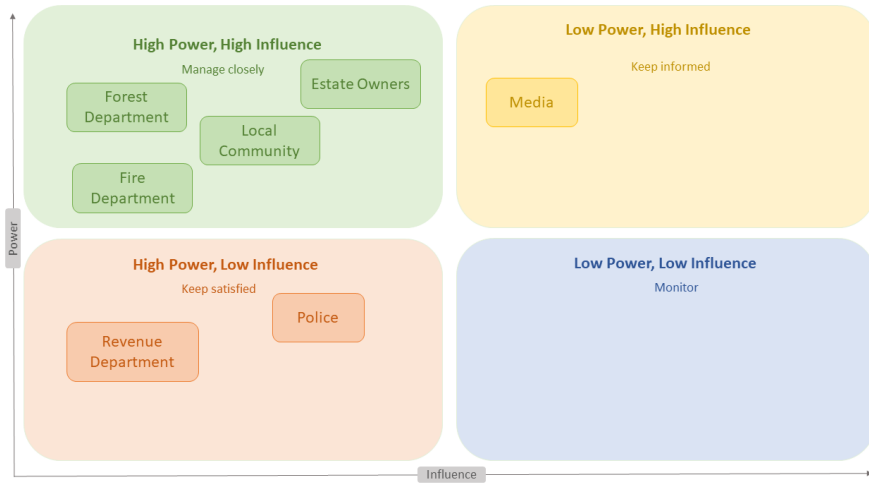 High Power, High Influence
Manage closely
Estate Owners
Forest
Department
Local
Community
Fire
Department
Low Power, High Influence
Keep informed
Media
High Power, Low Influence
Keep satisfied
Police
Revenue
Department
Low Power, Low Influence
Monitor
Power
Influence